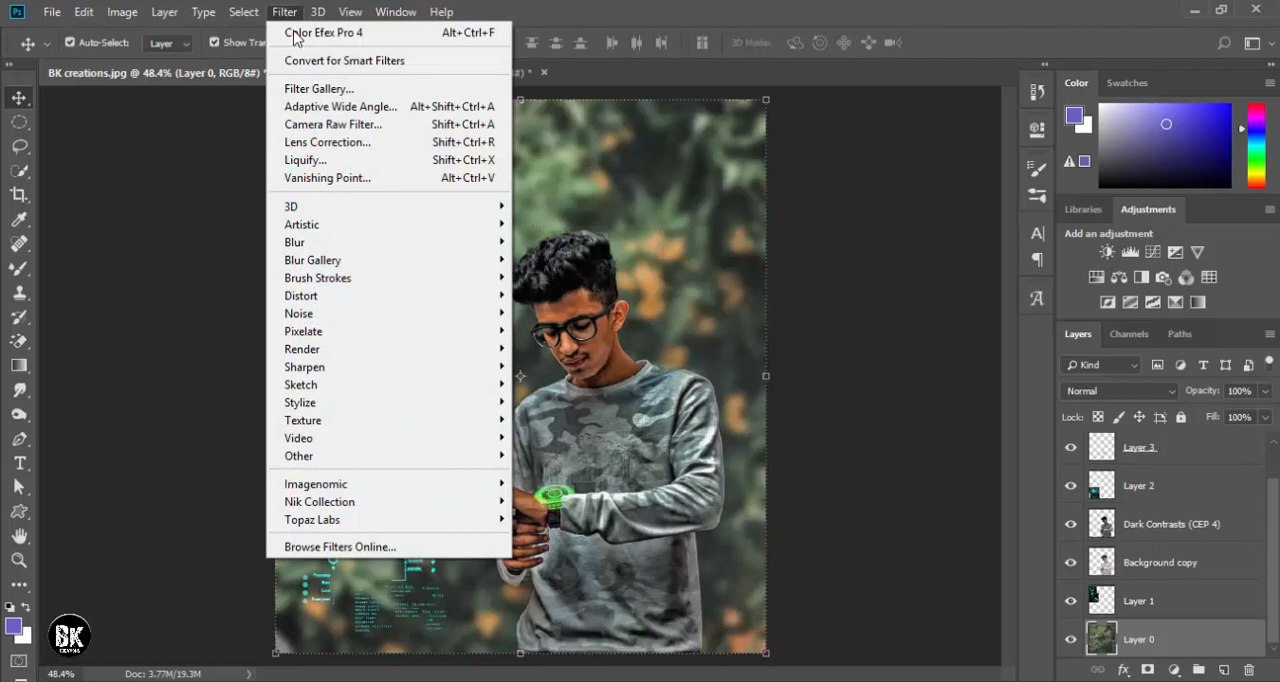 Ps File Edit Image Layer Type Select Filter 3D View Window Help
Auto-Select: Layer Show Tran 3D Mode:
BK creations.jpg @ 48.4% (Layer 0, RGB/8#) * #) *
Color Efex Pro 4 Alt+Ctrl+F
Convert for Smart Filters
Filter Gallery...
Adaptive Wide Angle... Alt+Shift+Ctrl+A
Camera Raw Filter... Shift+Ctrl+A
Lens Correction... Shift+Ctrl+R
Liquify... Shift+Ctrl+X
Vanishing Point... Alt+Ctrl+V
3D
Artistic
Blur
Blur Gallery
Brush Strokes
Distort
Noise
Pixelate
Render
Sharpen
Sketch
Stylize
Texture
Video
Other
Imagenomic
Nik Collection
Topaz Labs
Browse Filters Online...
Color Swatches
Libraries Adjustments
Add an adjustment
Layers Channels Paths
Kind
Normal Opacity: 100%
Lock: Fill: 100%
Layer 3
Layer 2
Dark Contrasts (CEP 4)
Background copy
Layer 1
Layer 0
BK
48.4% Doc: 3.77M/19.3M